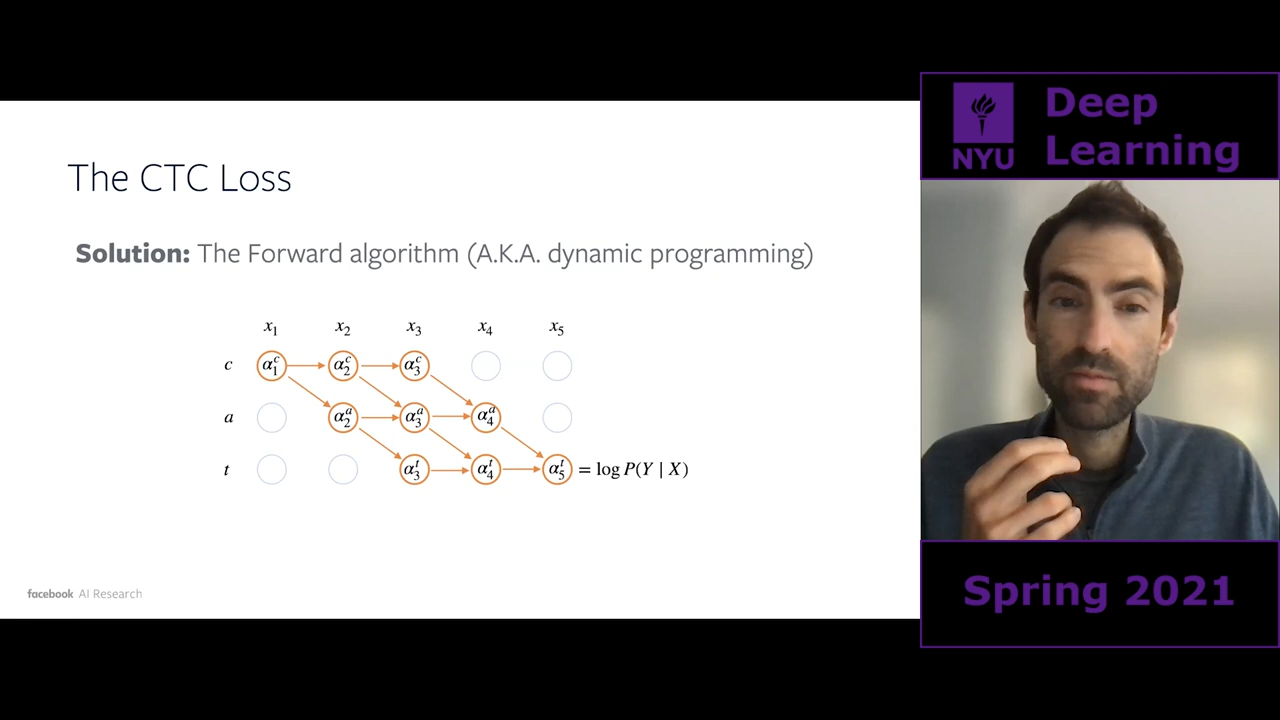 The CTC Loss
Solution: The Forward algorithm (A.K.A. dynamic programming)
x₁ x₂ x₃ x₄ x₅
c α₁ᶜ α₂ᶜ α₃ᶜ
a α₂ᵃ α₃ᵃ α₄ᵃ
t α₃ᵗ α₄ᵗ α₅ᵗ = log P(Y | X)
facebook AI Research
NYU
Deep
Learning
Spring 2021